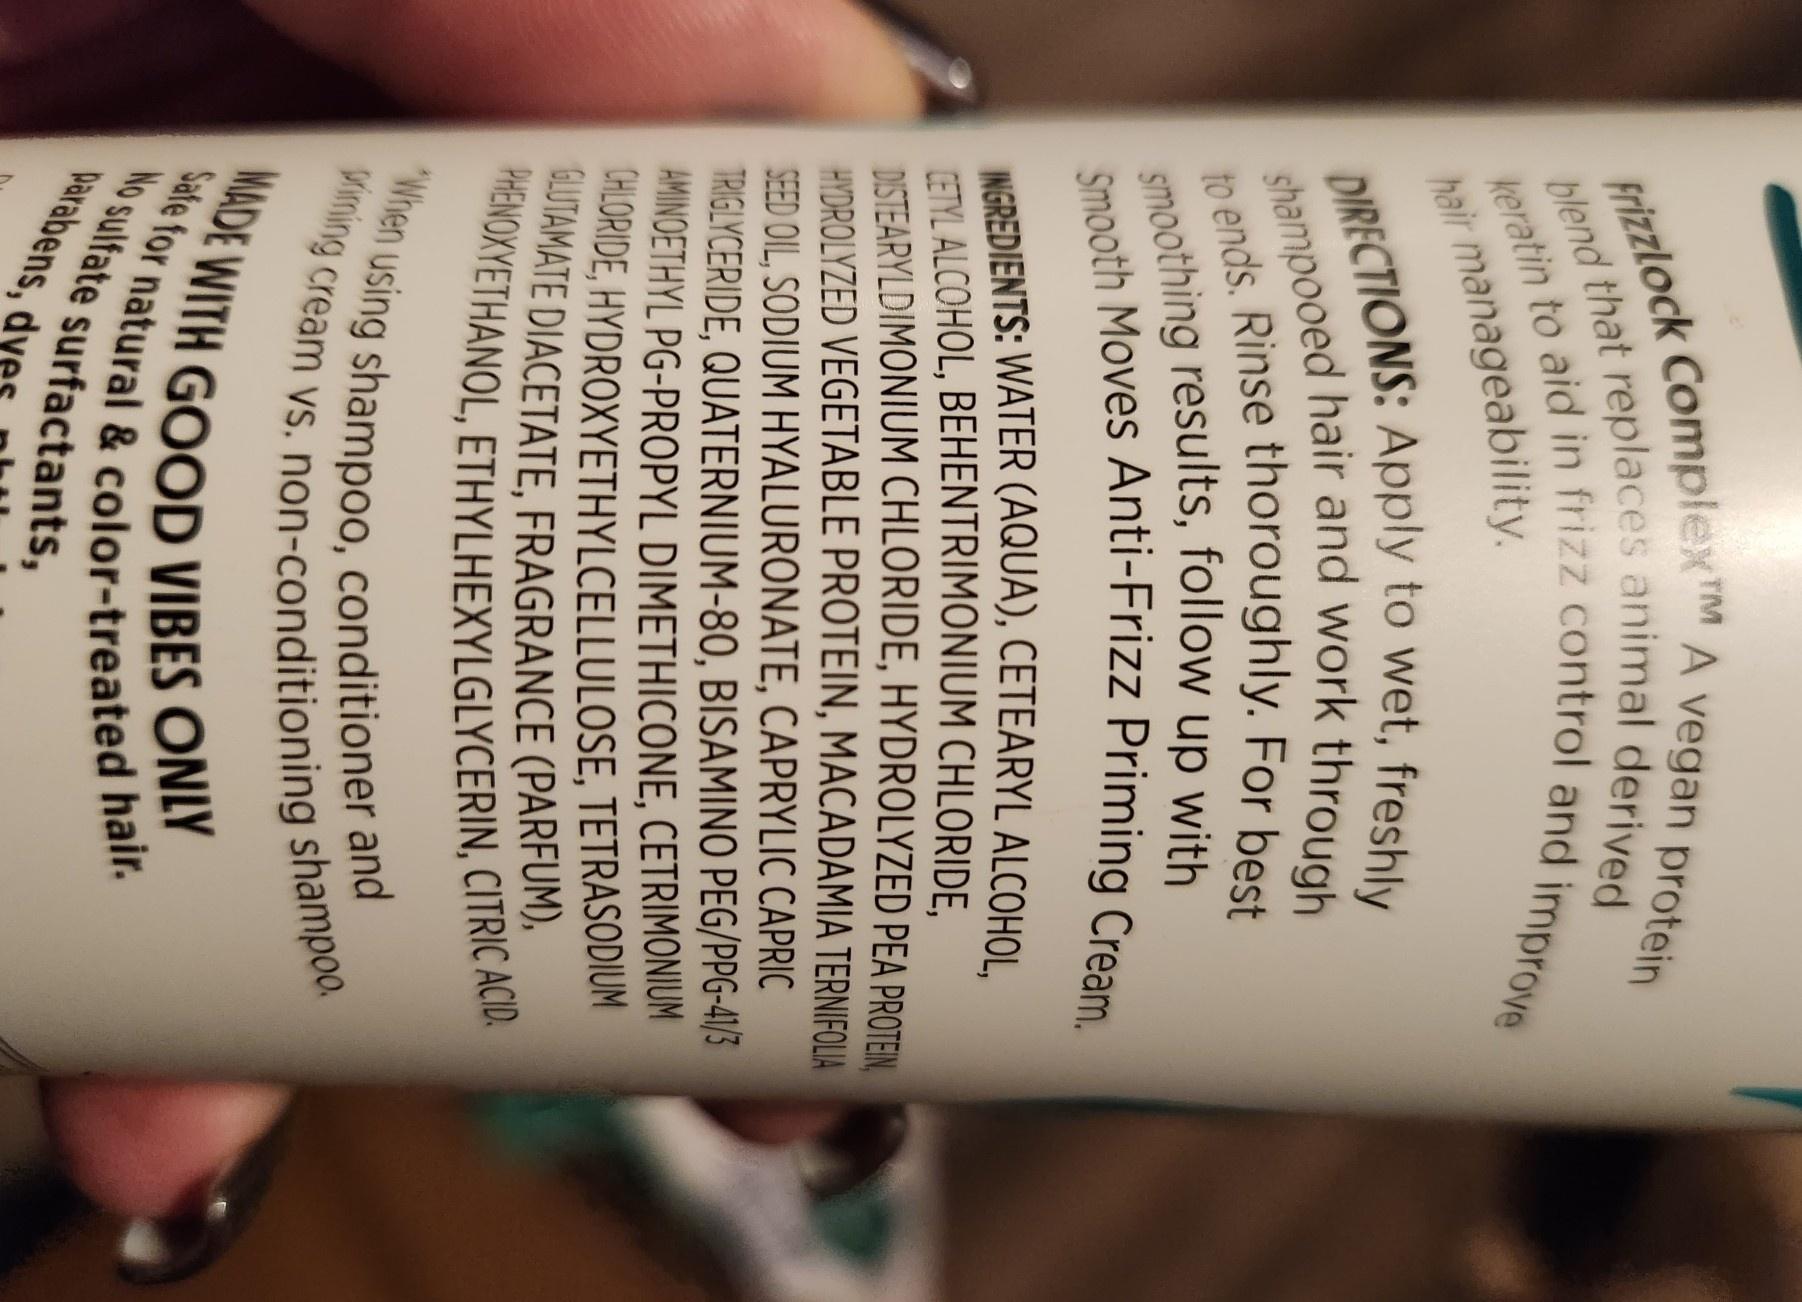 Frizzlock Complex™ A vegan protein
blend that replaces animal derived
keratin to aid in frizz control and improve
hair manageability.
DIRECTIONS: Apply to wet, freshly
shampooed hair and work through
to ends. Rinse thoroughly. For best
smoothing results, follow up with
Smooth Moves Anti-Frizz Priming Cream.
INGREDIENTS: WATER (AQUA), CETEARYL ALCOHOL,
CETYL ALCOHOL, BEHENTRIMONIUM CHLORIDE,
DISTEARYLDIMONIUM CHLORIDE, HYDROLYZED PEA PROTEIN,
HYDROLYZED VEGETABLE PROTEIN, MACADAMIA TERNIFOLIA
SEED OIL, SODIUM HYALURONATE, CAPRYLIC CAPRIC
TRIGLYCERIDE, QUATERNIUM-80, BISAMINO PEG/PPG-41/3
AMINOETHYL PG-PROPYL DIMETHICONE, CETRIMONIUM
CHLORIDE, HYDROXYETHYLCELLULOSE, TETRASODIUM
GLUTAMATE DIACETATE, FRAGRANCE (PARFUM),
PHENOXYETHANOL, ETHYLHEXYLGLYCERIN, CITRIC ACID.
*When using shampoo, conditioner and
priming cream vs. non-conditioning shampoo.
MADE WITH GOOD VIBES ONLY
Safe for natural & color-treated hair.
No sulfate surfactants,
parabens, dyes,